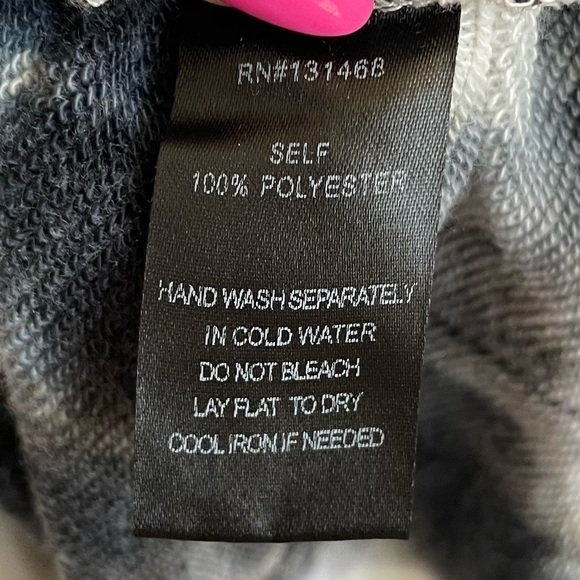 RN#131468
SELF
100% POLYESTER
HAND WASH SEPARATELY
IN COLD WATER
DO NOT BLEACH
LAY FLAT TO DRY
COOL IRON IF NEEDED